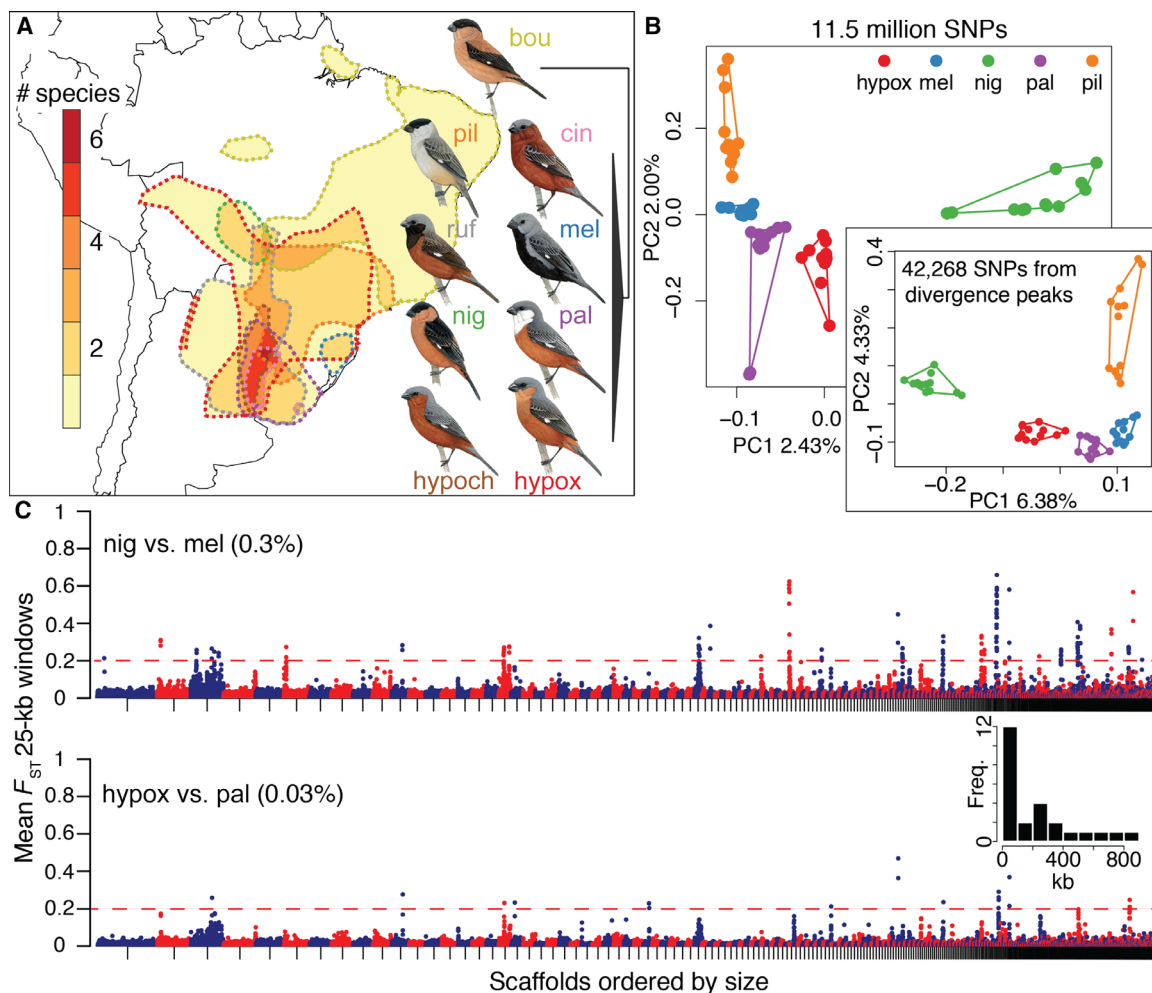 A
# species
6
4
2
bou
pil
cin
ruf
mel
nig
pal
hypoch
hypox
B
11.5 million SNPs
hypox mel nig pal pil
PC2 2.00%
0.2
0.0
−0.2
−0.1 0.0
PC1 2.43%
42,268 SNPs from
divergence peaks
PC2 4.33%
0.4
−0.1
−0.2 0.1
PC1 6.38%
C
Mean FST 25-kb windows
nig vs. mel (0.3%)
1
0.8
0.6
0.4
0.2
0
hypox vs. pal (0.03%)
1
0.8
0.6
0.4
0.2
0
Freq.
12
0
0 400 800
kb
Scaffolds ordered by size